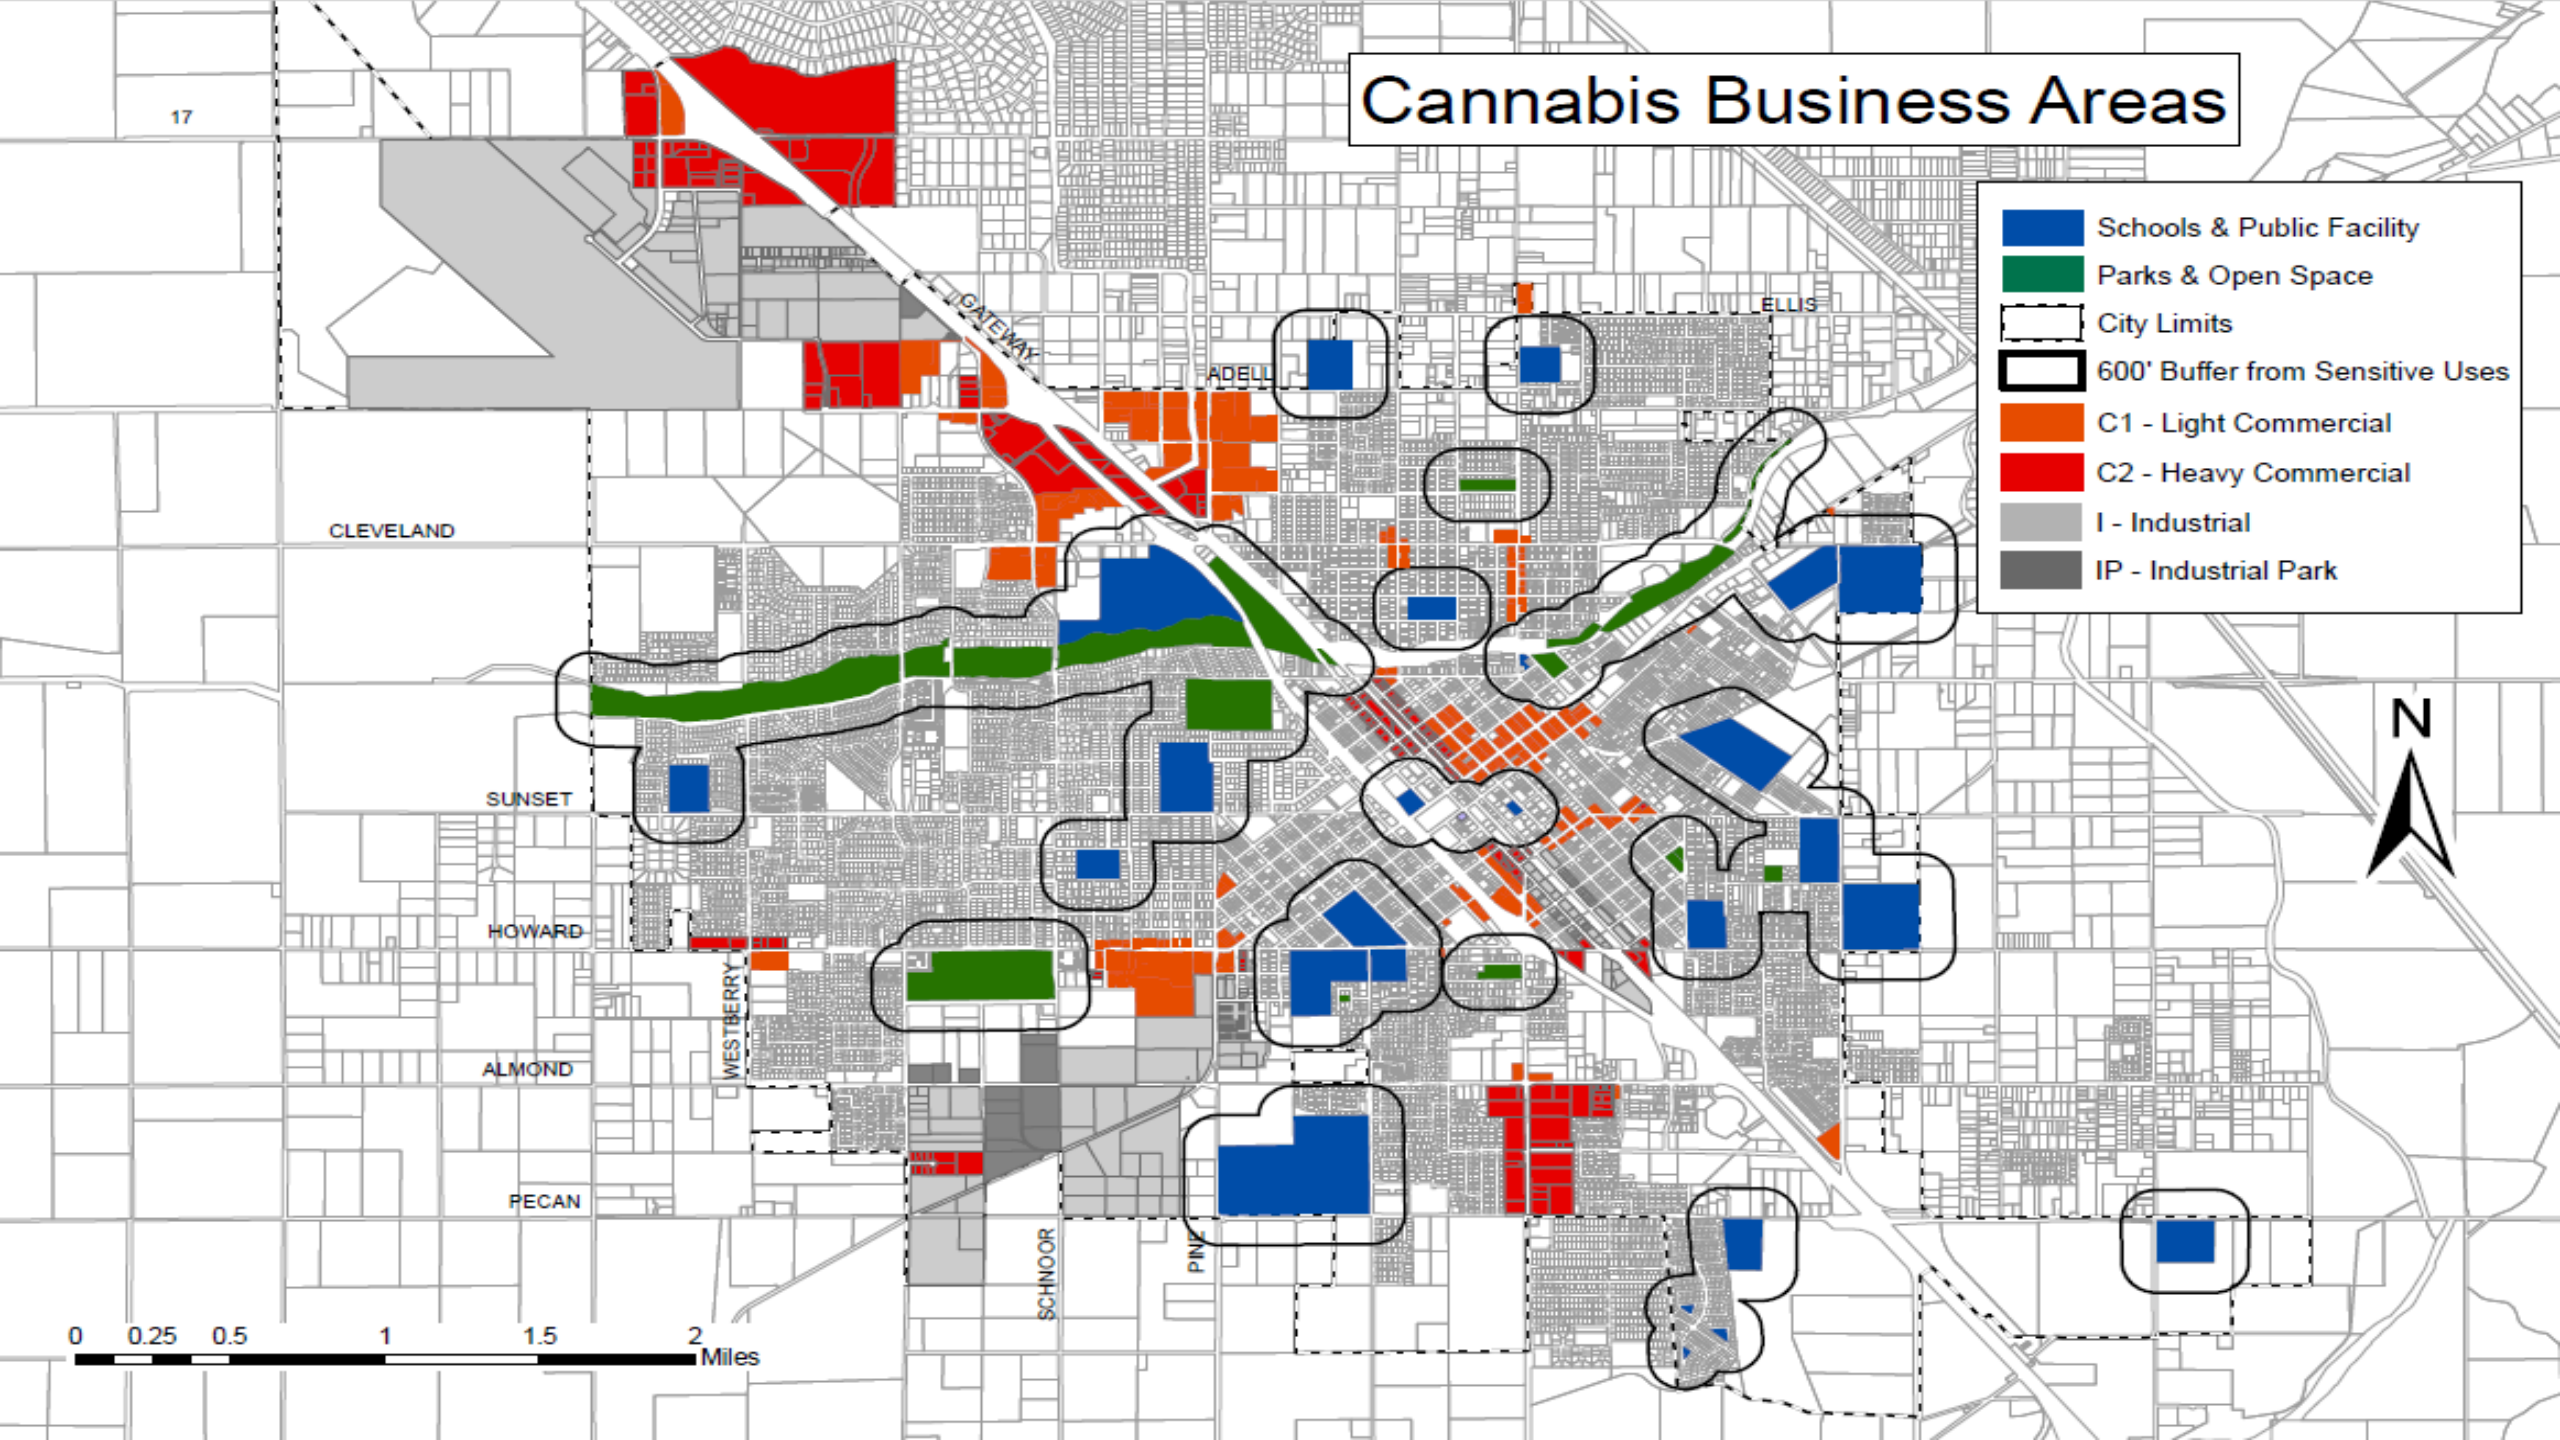 Cannabis Business Areas
17
Schools & Public Facility
Parks & Open Space
City Limits
600' Buffer from Sensitive Uses
C1 - Light Commercial
C2 - Heavy Commercial
I - Industrial
IP - Industrial Park
GATEWAY
ELLIS
ADELL
CLEVELAND
N
SUNSET
HOWARD
WESTBERRY
ALMOND
PECAN
SCHNOOR
PINE
0 0.25 0.5 1 1.5 2
Miles